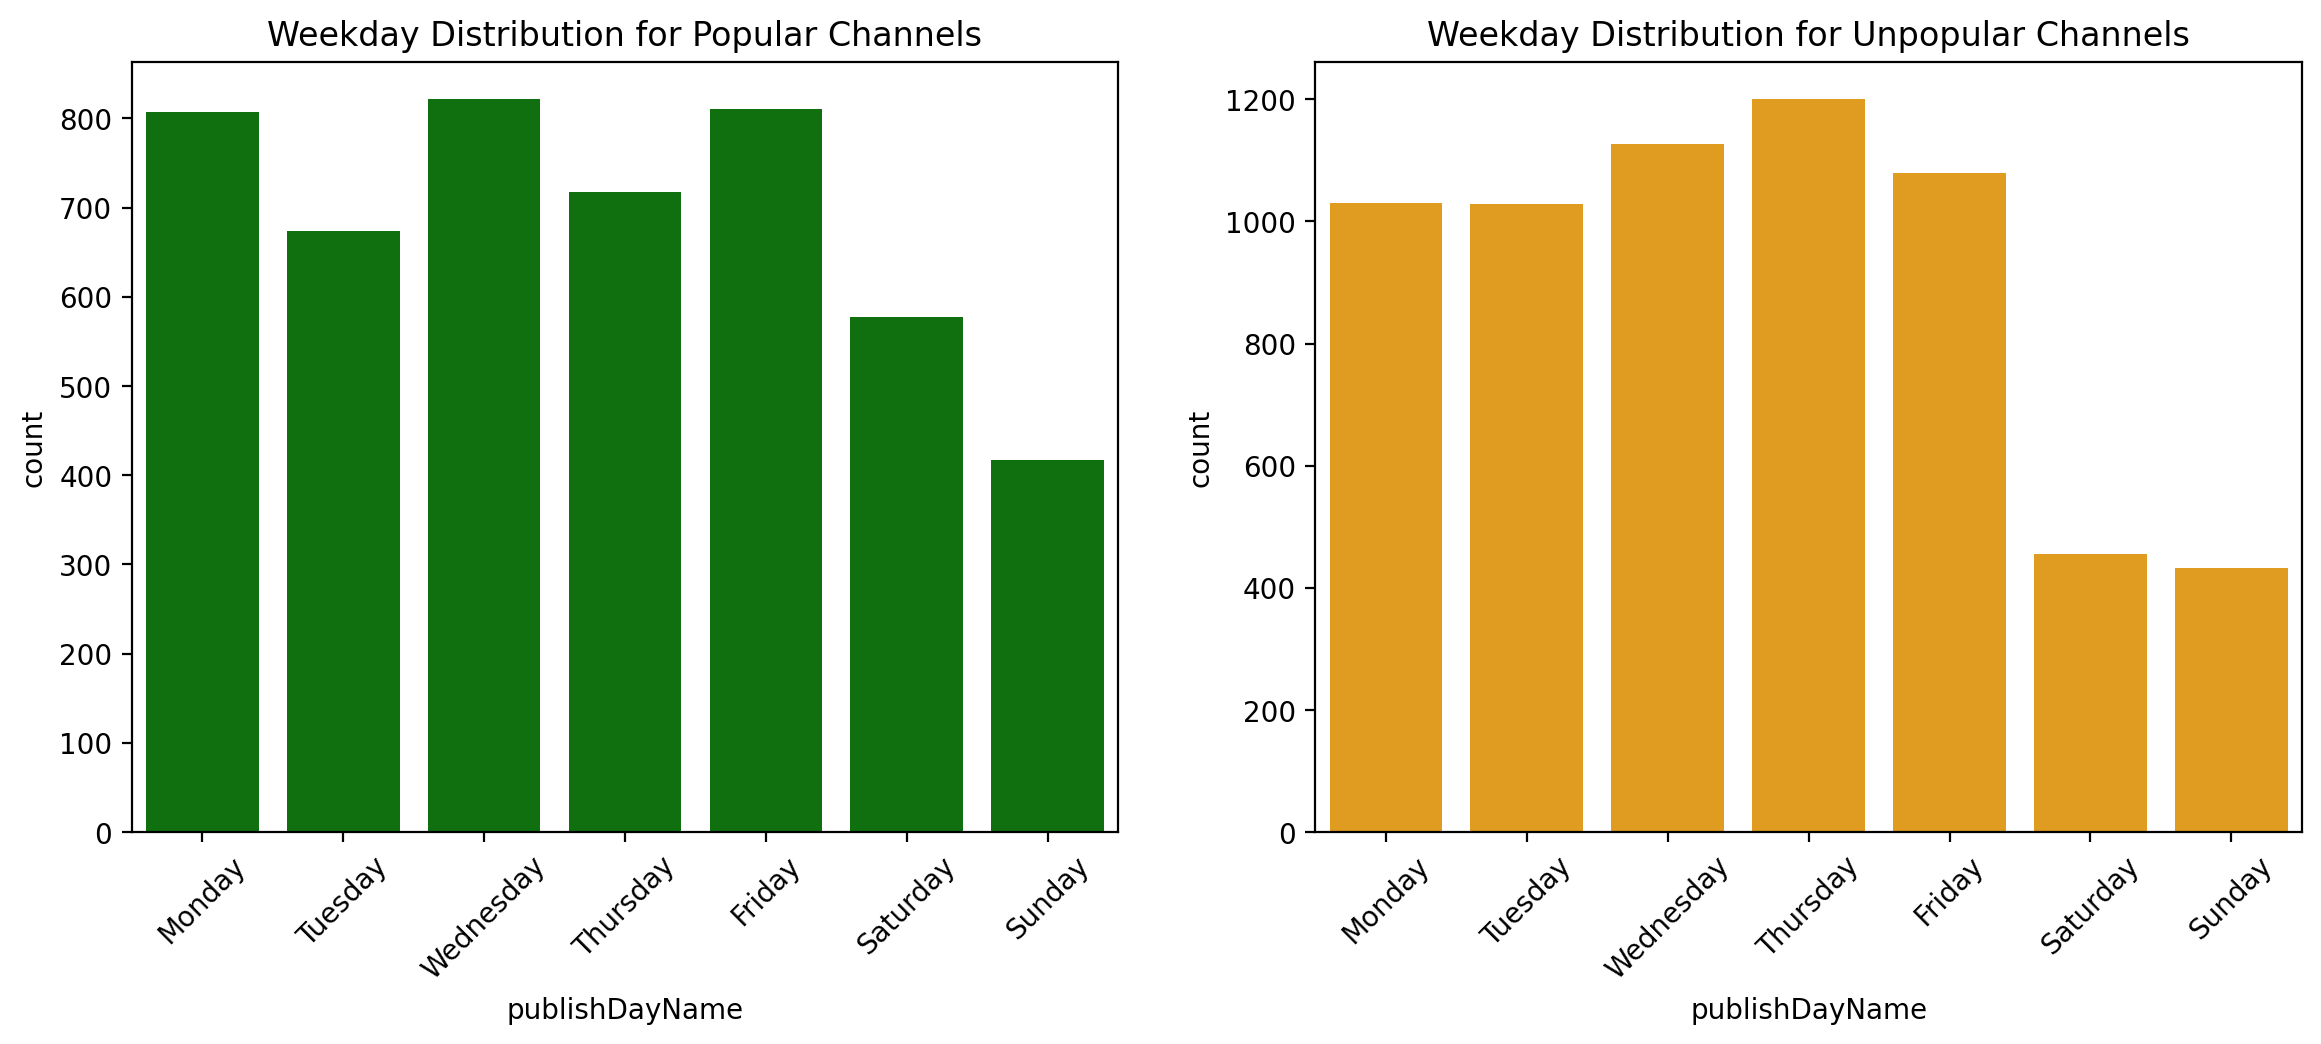 Weekday Distribution for Popular Channels
800
700
600
500
400
300
200
100
0
count
Monday
Tuesday
Wednesday
Thursday
Friday
Saturday
Sunday
publishDayName
Weekday Distribution for Unpopular Channels
1200
1000
800
600
400
200
0
count
Monday
Tuesday
Wednesday
Thursday
Friday
Saturday
Sunday
publishDayName